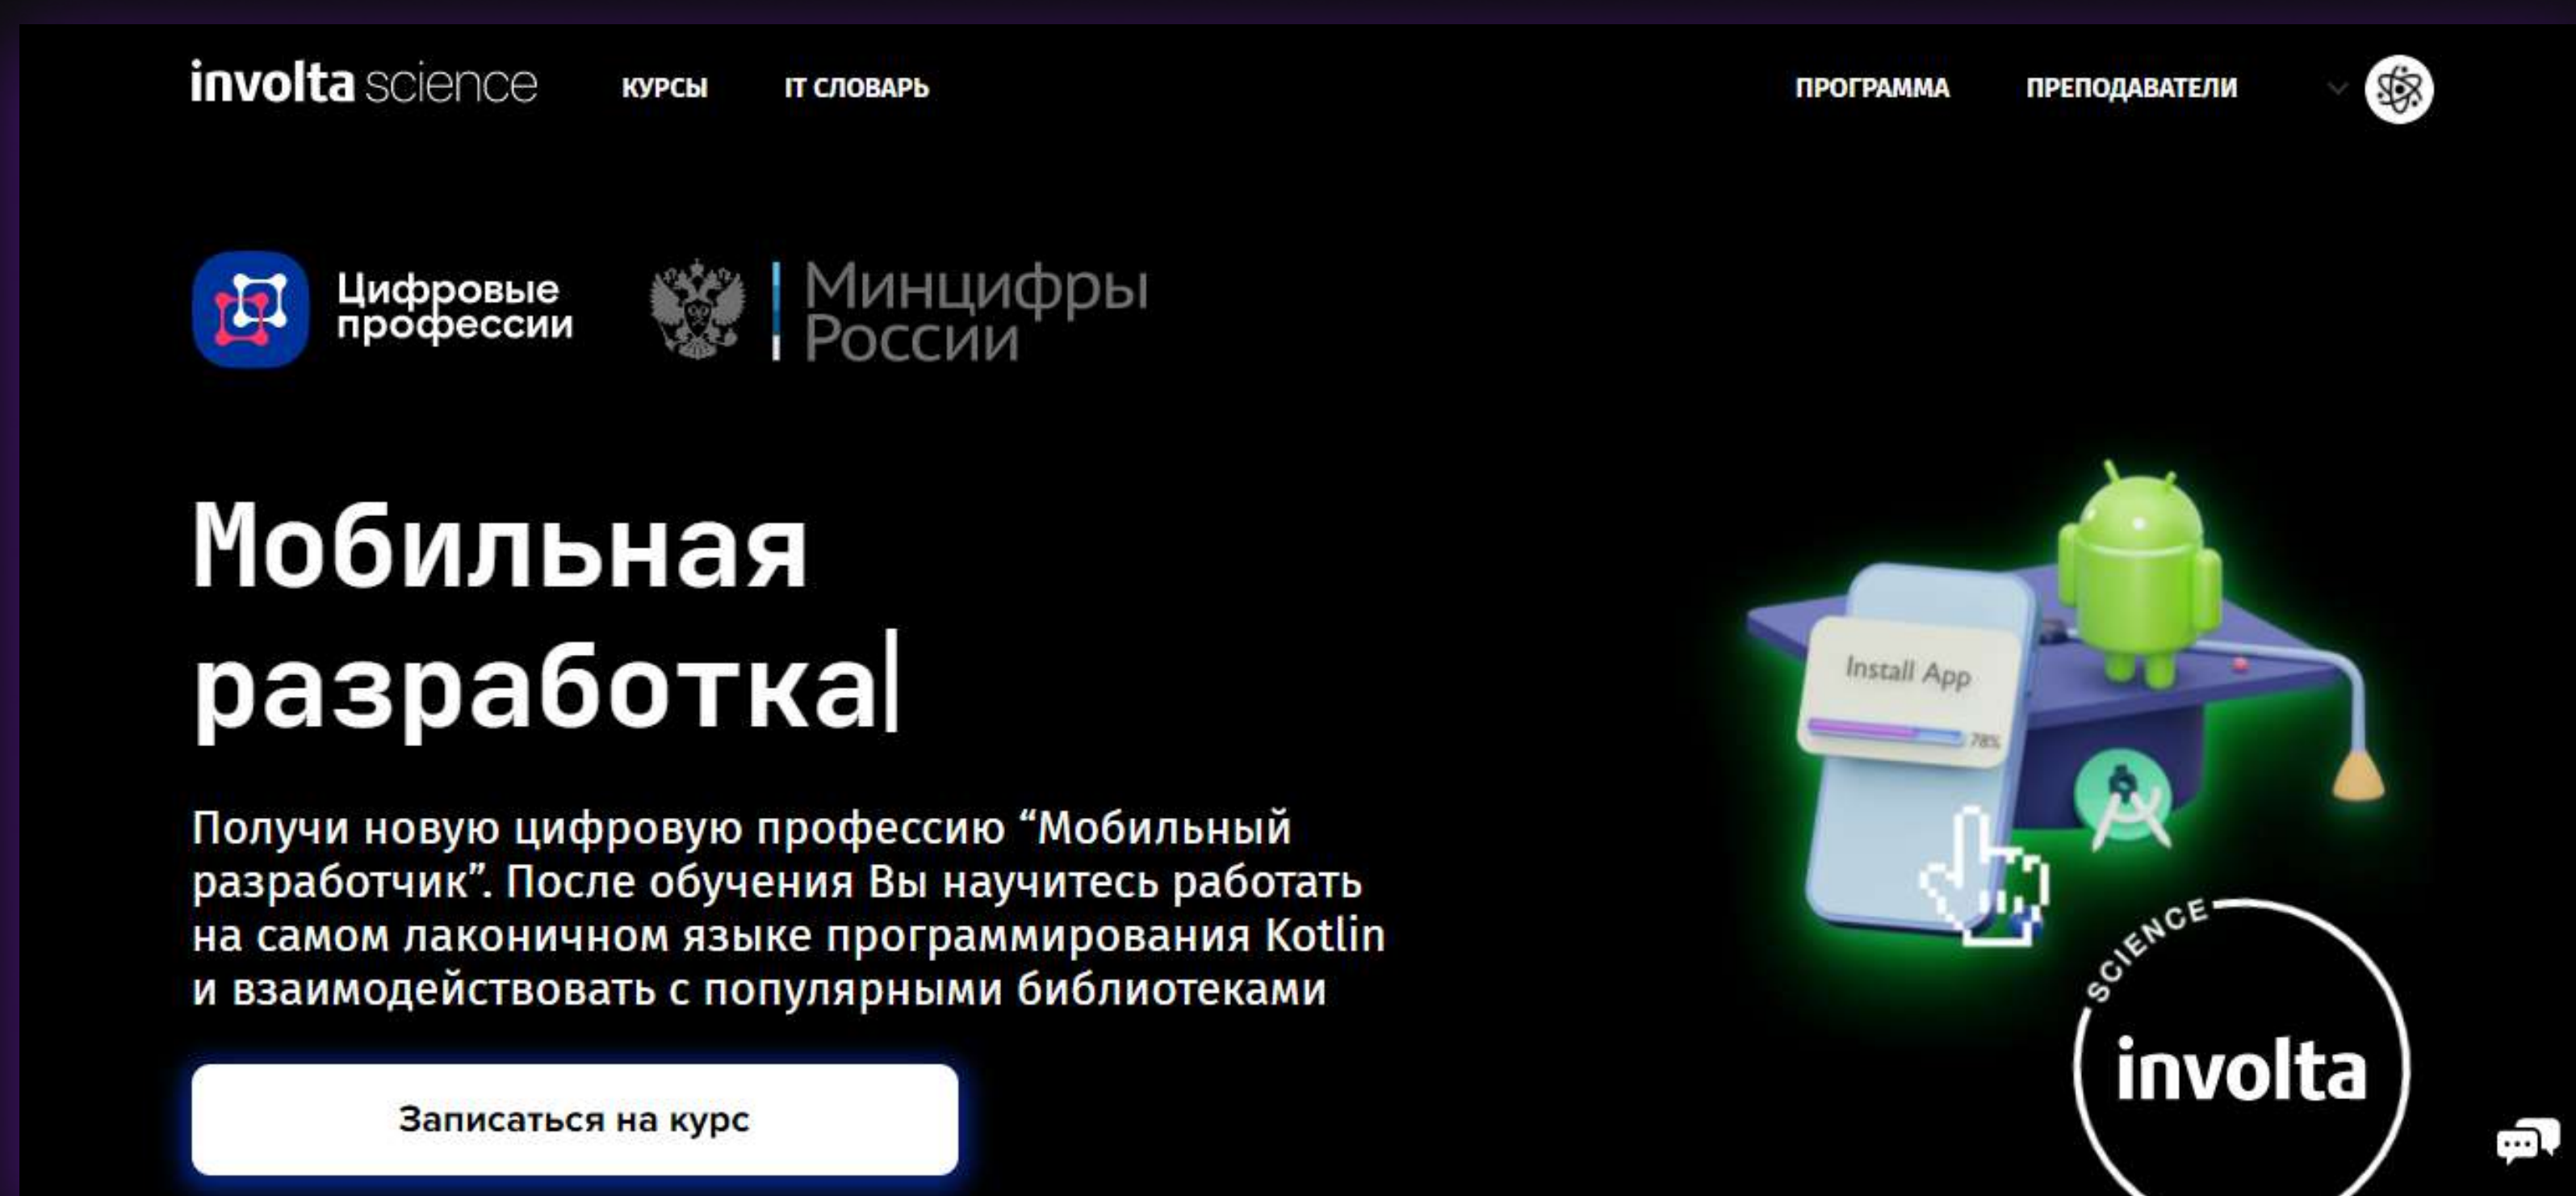 involta science
КУРСЫ
IT СЛОВАРЬ
ПРОГРАММА
ПРЕПОДАВАТЕЛИ
Цифровые
профессии
Минцифры
России
Мобильная
разработка
Install App
78%
Получи новую цифровую профессию “Мобильный
разработчик”. После обучения Вы научитесь работать
на самом лаконичном языке программирования Kotlin
и взаимодействовать с популярными библиотеками
SCIENCE
involta
Записаться на курс